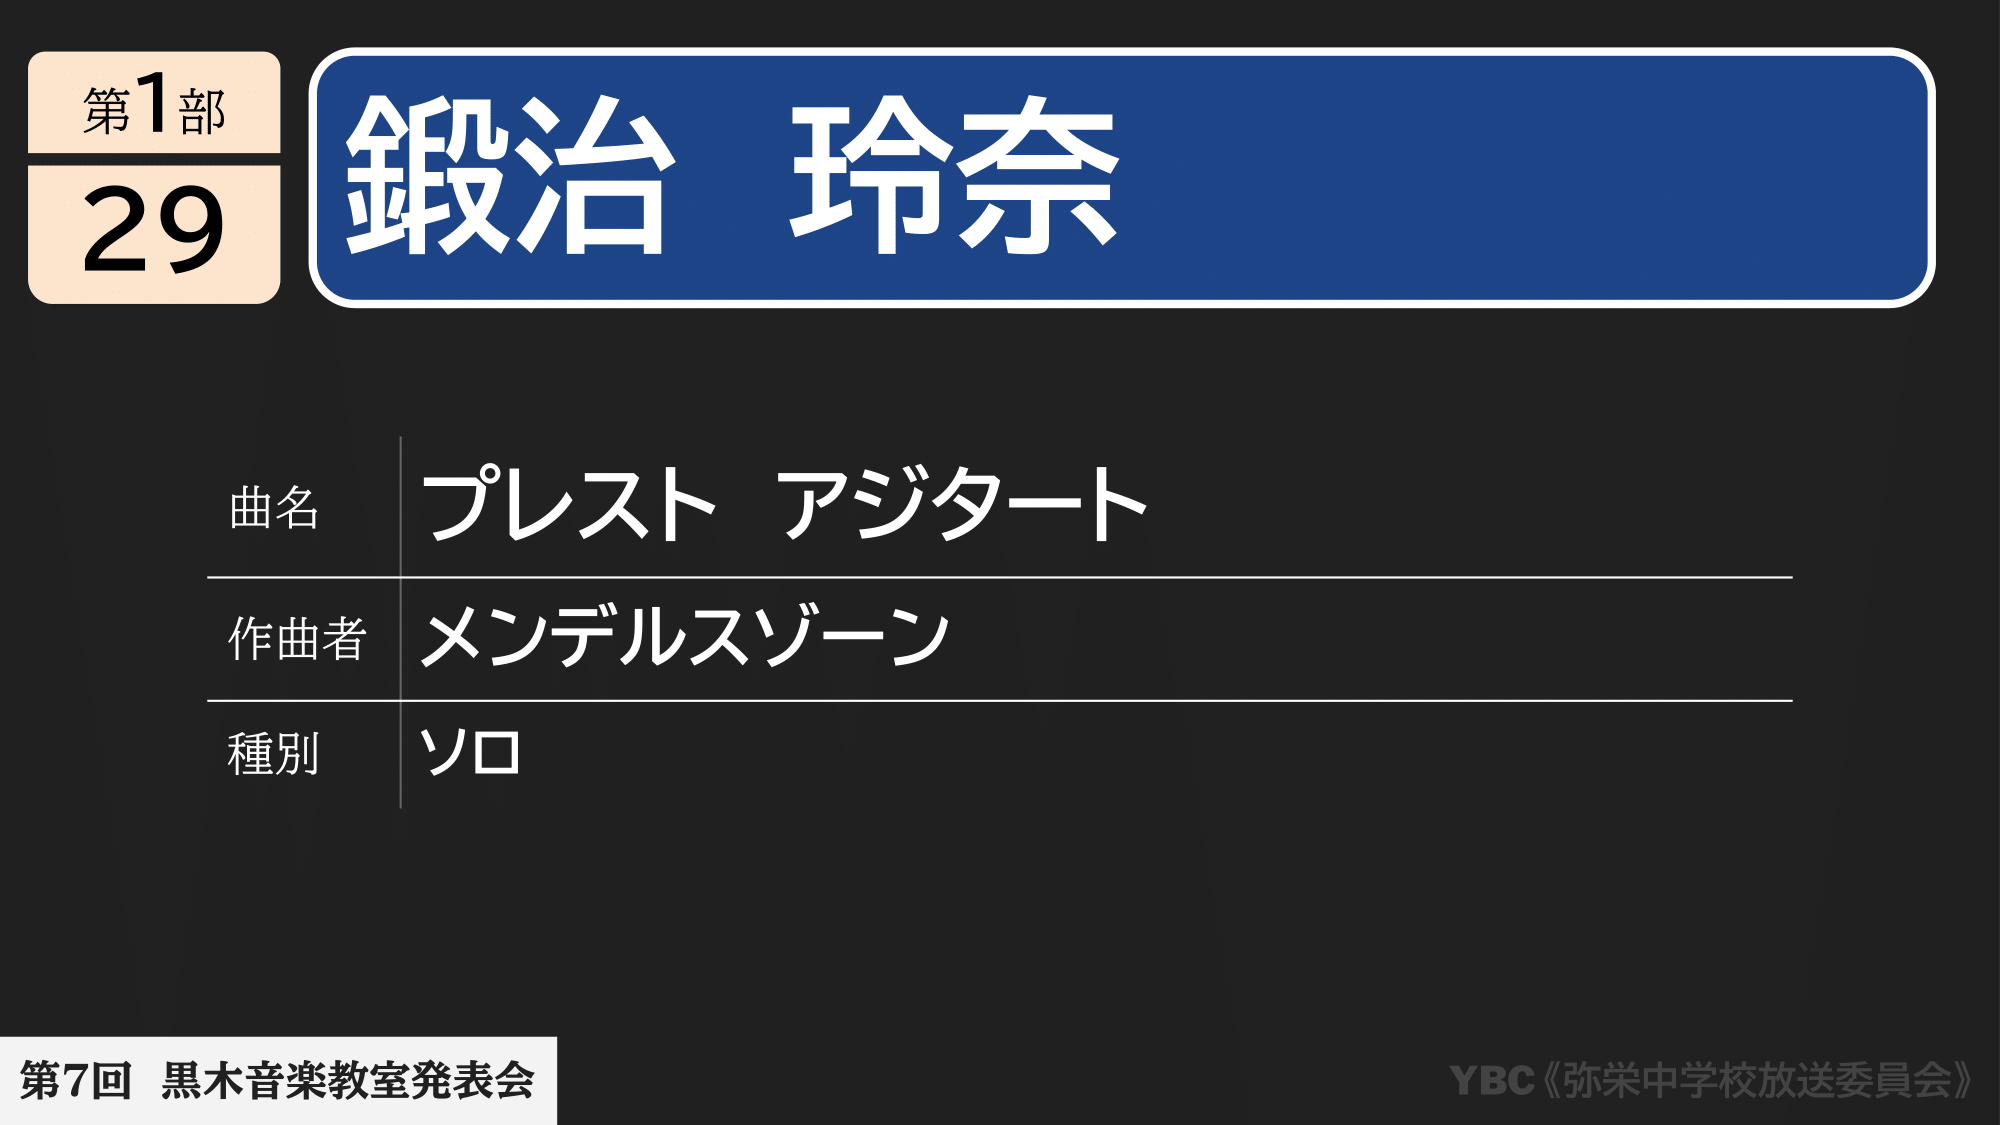 第1部
29
鍛治　玲奈
曲名　プレスト　アジタート
作曲者　メンデルスゾーン
種別　ソロ
第7回　黒木音楽教室発表会
YBC《弥栄中学校放送委員会》